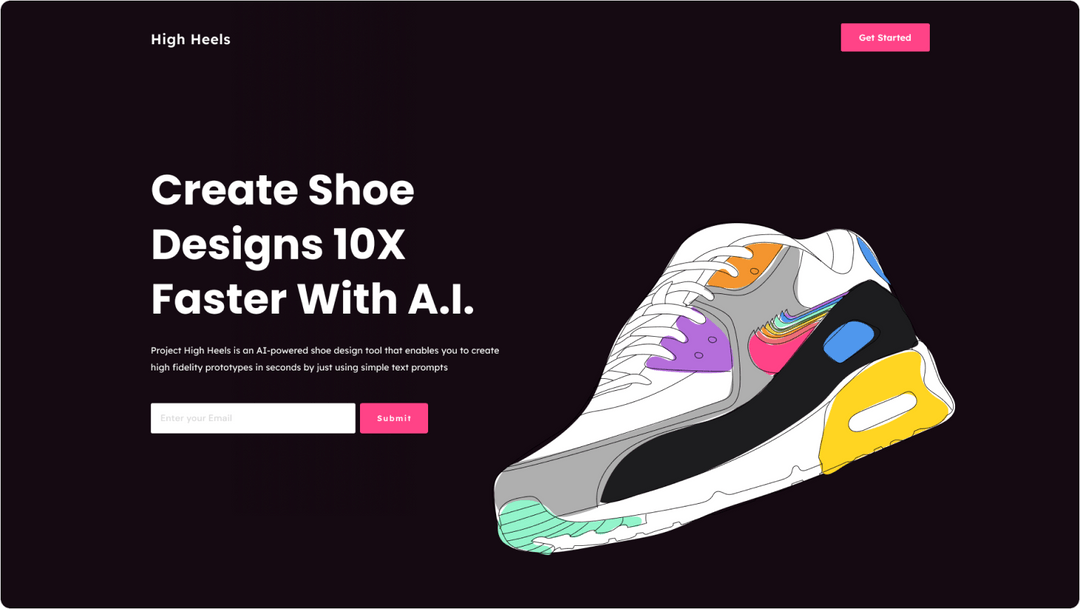 High Heels
Get Started
Create Shoe
Designs 10X
Faster With A.I.
Project High Heels is an AI-powered shoe design tool that enables you to create
high fidelity prototypes in seconds by just using simple text prompts
Enter your Email
Submit